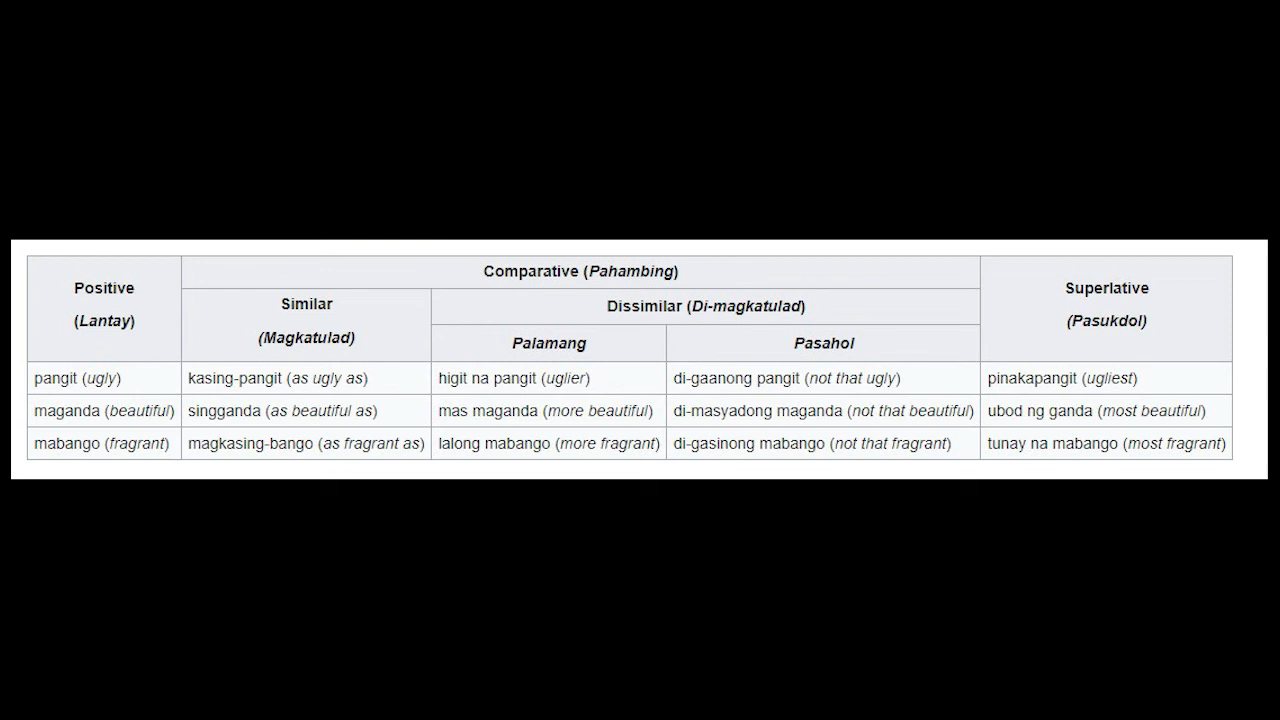 Positive
(Lantay)
Comparative (Pahambing)
Superlative
(Pasukdol)
Similar
(Magkatulad)
Dissimilar (Di-magkatulad)
Palamang
Pasahol
pangit (ugly) kasing-pangit (as ugly as) higit na pangit (uglier) di-gaanong pangit (not that ugly) pinakapangit (ugliest)
maganda (beautiful) singganda (as beautiful as) mas maganda (more beautiful) di-masyadong maganda (not that beautiful) ubod ng ganda (most beautiful)
mabango (fragrant) magkasing-bango (as fragrant as) lalong mabango (more fragrant) di-gasinong mabango (not that fragrant) tunay na mabango (most fragrant)